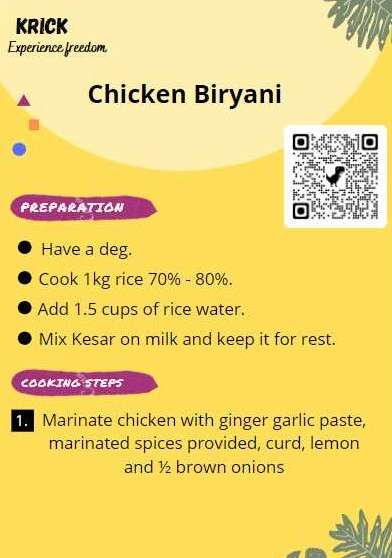 KRICK
Experience freedom
Chicken Biryani
PREPARATION
Have a deg.
Cook 1kg rice 70% - 80%.
Add 1.5 cups of rice water.
Mix Kesar on milk and keep it for rest.
COOKING STEPS
1. Marinate chicken with ginger garlic paste,
marinated spices provided, curd, lemon
and ½ brown onions